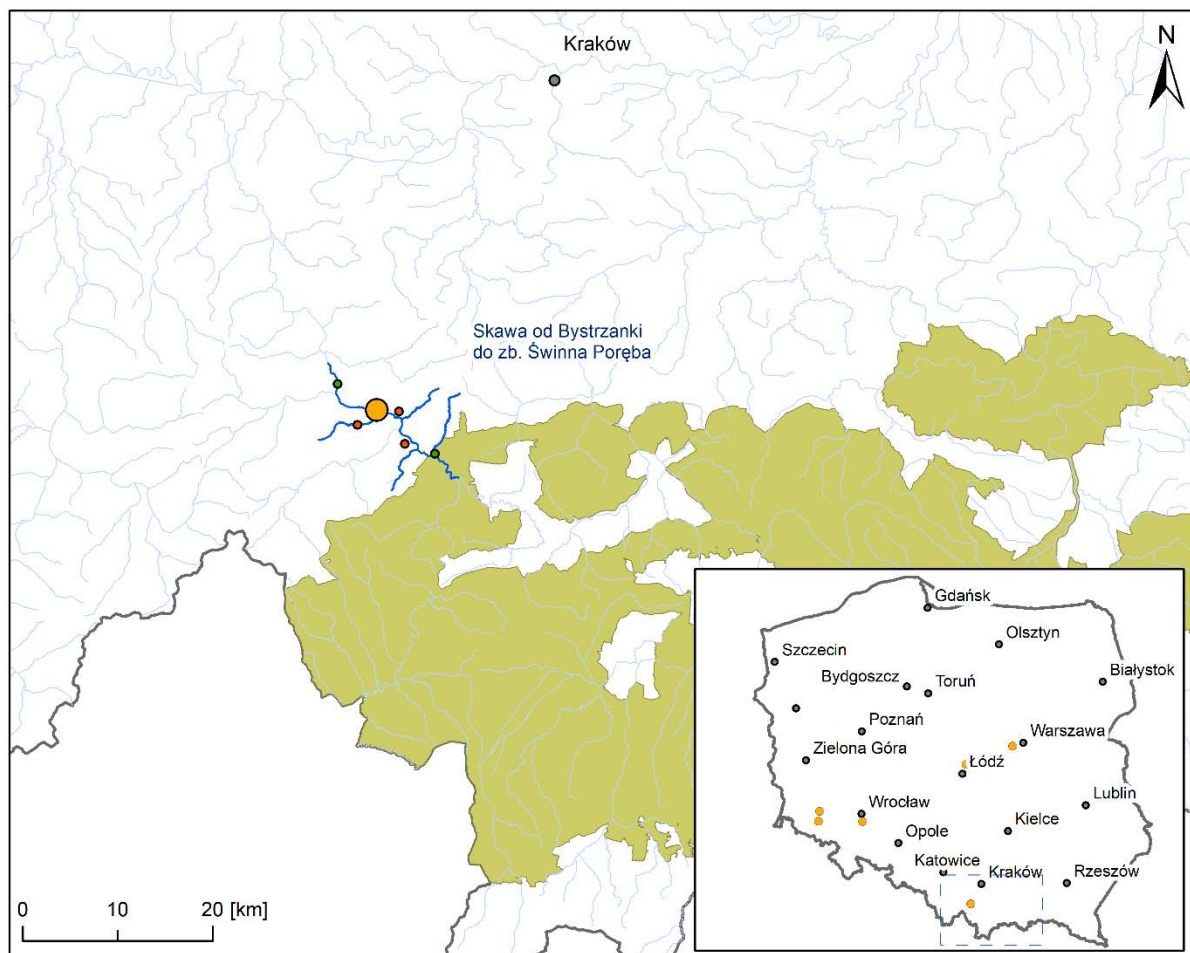 Kraków
N
Skawa od Bystrzanki
do zb. Świnna Poręba
Gdańsk
Olsztyn
Szczecin
Białystok
Bydgoszcz
Toruń
Poznań
Warszawa
Zielona Góra
Łódź
Lublin
Wrocław
Kielce
Opole
Katowice
Kraków
Rzeszów
0 10 20 [km]